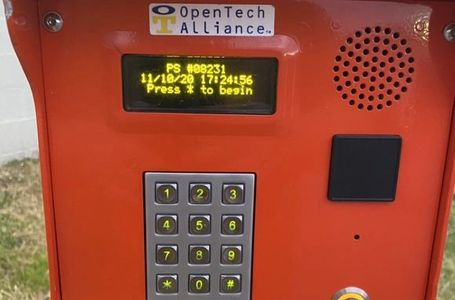 OpenTech
Alliance™
PS #08231
11/10/20 17:24:56
Press * to begin
1 2 3
4 5 6
7 8 9
* 0 #